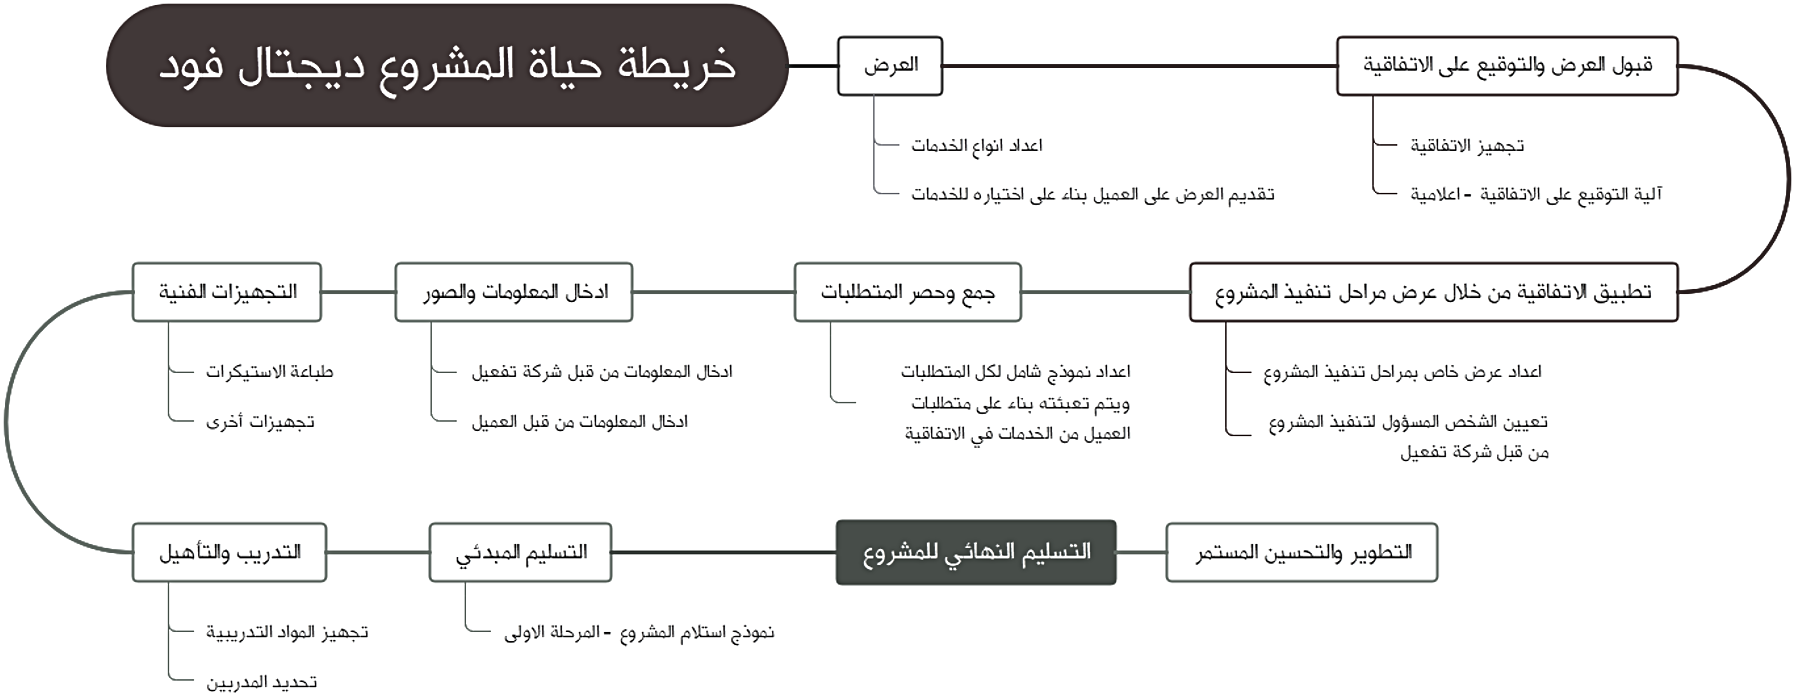 خريطة حياة المشروع ديجتال فود
العرض
اعداد انواع الخدمات
تقديم العرض على العميل بناء على اختياره للخدمات
قبول العرض والتوقيع على الاتفاقية
تجهيز الاتفاقية
آلية التوقيع على الاتفاقية - اعلامية
تطبيق الاتفاقية من خلال عرض مراحل تنفيذ المشروع
اعداد عرض خاص بمراحل تنفيذ المشروع
تعيين الشخص المسؤول لتنفيذ المشروع
من قبل شركة تفعيل
جمع وحصر المتطلبات
اعداد نموذج شامل لكل المتطلبات
ويتم تعبئته بناء على متطلبات
العميل من الخدمات في الاتفاقية
ادخال المعلومات والصور
ادخال المعلومات من قبل شركة تفعيل
ادخال المعلومات من قبل العميل
التجهيزات الفنية
طباعة الاستيكرات
تجهيزات أخرى
التدريب والتأهيل
تجهيز المواد التدريبية
تحديد المدربين
التسليم المبدئي
نموذج استلام المشروع - المرحلة الاولى
التسليم النهائي للمشروع
التطوير والتحسين المستمر